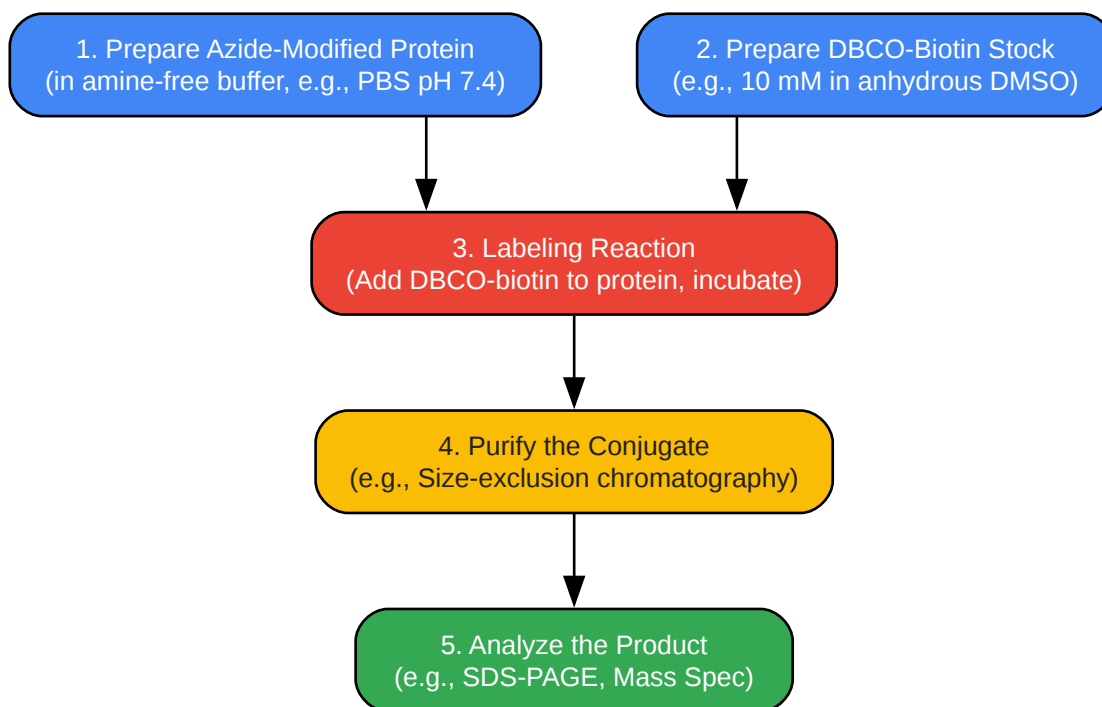 1. Prepare Azide-Modified Protein
(in amine-free buffer, e.g., PBS pH 7.4)
2. Prepare DBCO-Biotin Stock
(e.g., 10 mM in anhydrous DMSO)
3. Labeling Reaction
(Add DBCO-biotin to protein, incubate)
4. Purify the Conjugate
(e.g., Size-exclusion chromatography)
5. Analyze the Product
(e.g., SDS-PAGE, Mass Spec)